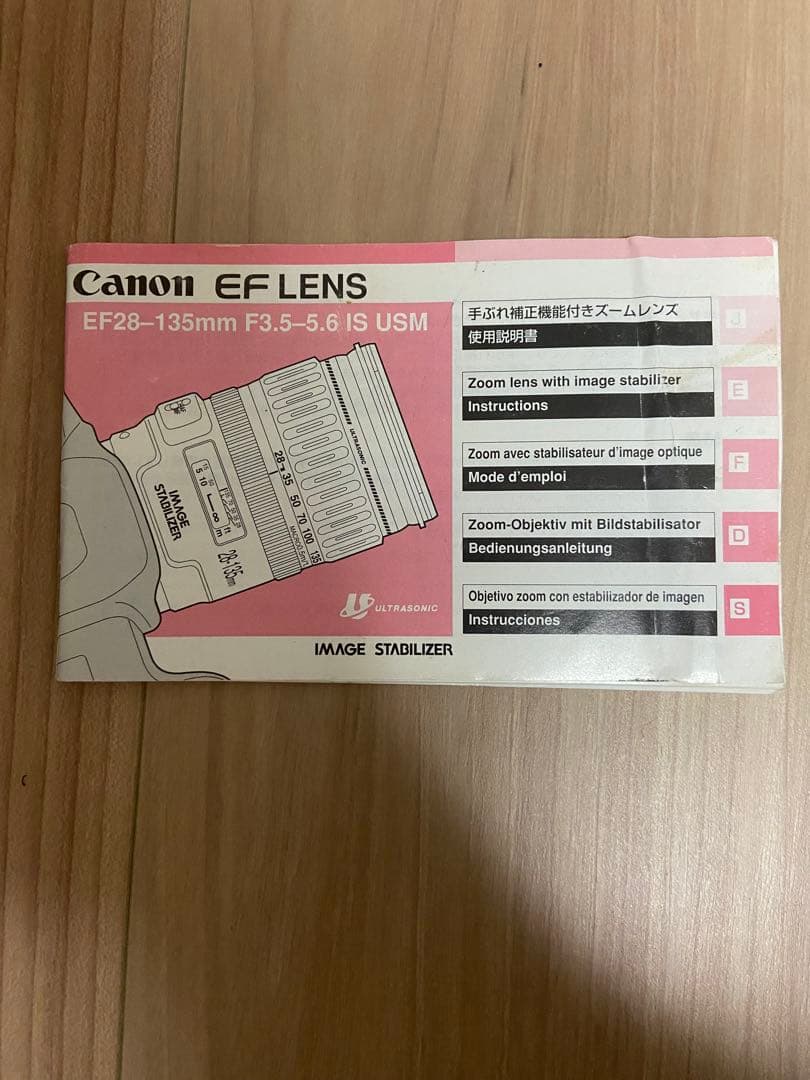 Canon EF LENS
EF28–135mm F3.5–5.6 IS USM
手ぶれ補正機能付きズームレンズ
使用説明書
J
Zoom lens with image stabilizer
Instructions
E
Zoom avec stabilisateur d'image optique
Mode d'emploi
F
Zoom-Objektiv mit Bildstabilisator
Bedienungsanleitung
D
Objetivo zoom con estabilizador de imagen
Instrucciones
S
ULTRASONIC
28 35 50 70 100 135
ft
m
IMAGE
STABILIZER
28-135mm
ULTRASONIC
IMAGE STABILIZER